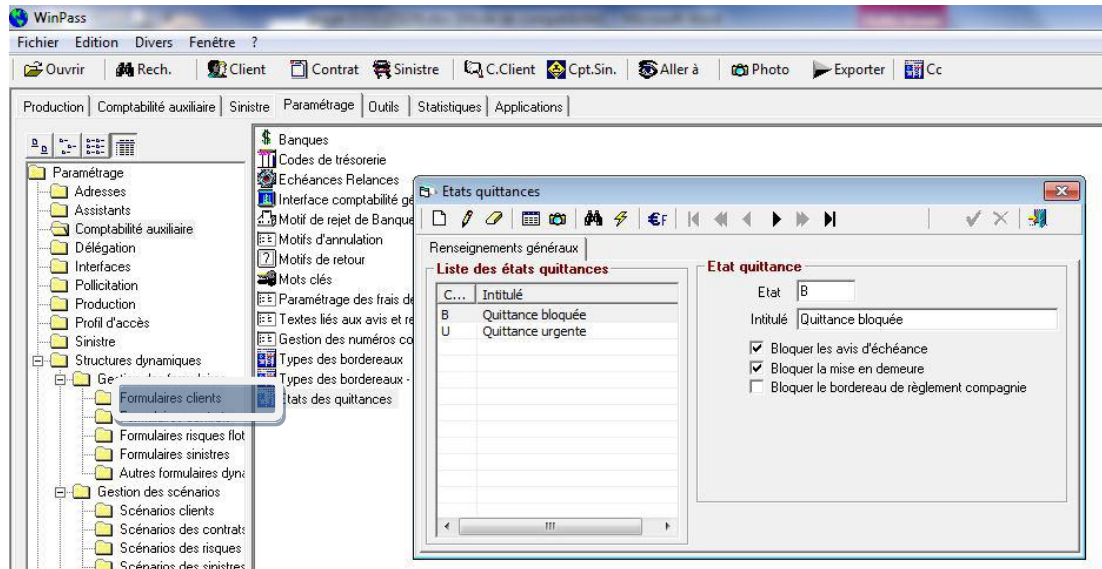 WinPass
Fichier Edition Divers Fenêtre ?
Ouvrir Rech. Client Contrat Sinistre C.Client Cpt.Sin. Aller à Photo Exporter Cc
Production Comptabilité auxiliaire Sinistre Paramétrage Outils Statistiques Applications
Paramétrage
Adresses
Assistants
Comptabilité auxiliaire
Délégation
Interfaces
Pollicitation
Production
Profil d'accès
Sinistre
Structures dynamiques
Formulaires clients
Formulaires risques flot
Formulaires sinistres
Autres formulaires dyna
Gestion des scénarios
Scénarios clients
Scénarios des contrats
Scénarios des risques
Scénarios des sinistres
Banques
Codes de trésorerie
Echéances Relances
Interface comptabilité gé
Motif de rejet de Banque
Motifs d'annulation
Motifs de retour
Mots clés
Paramétrage des frais de
Textes liés aux avis et re
Gestion des numéros co
Types des bordereaux
Types des bordereaux -
Etats des quittances
Etats quittances
€F
Renseignements généraux
Liste des états quittances
C... Intitulé
B Quittance bloquée
U Quittance urgente
Etat quittance
Etat B
Intitulé Quittance bloquée
Bloquer les avis d'échéance
Bloquer la mise en demeure
Bloquer le bordereau de règlement compagnie